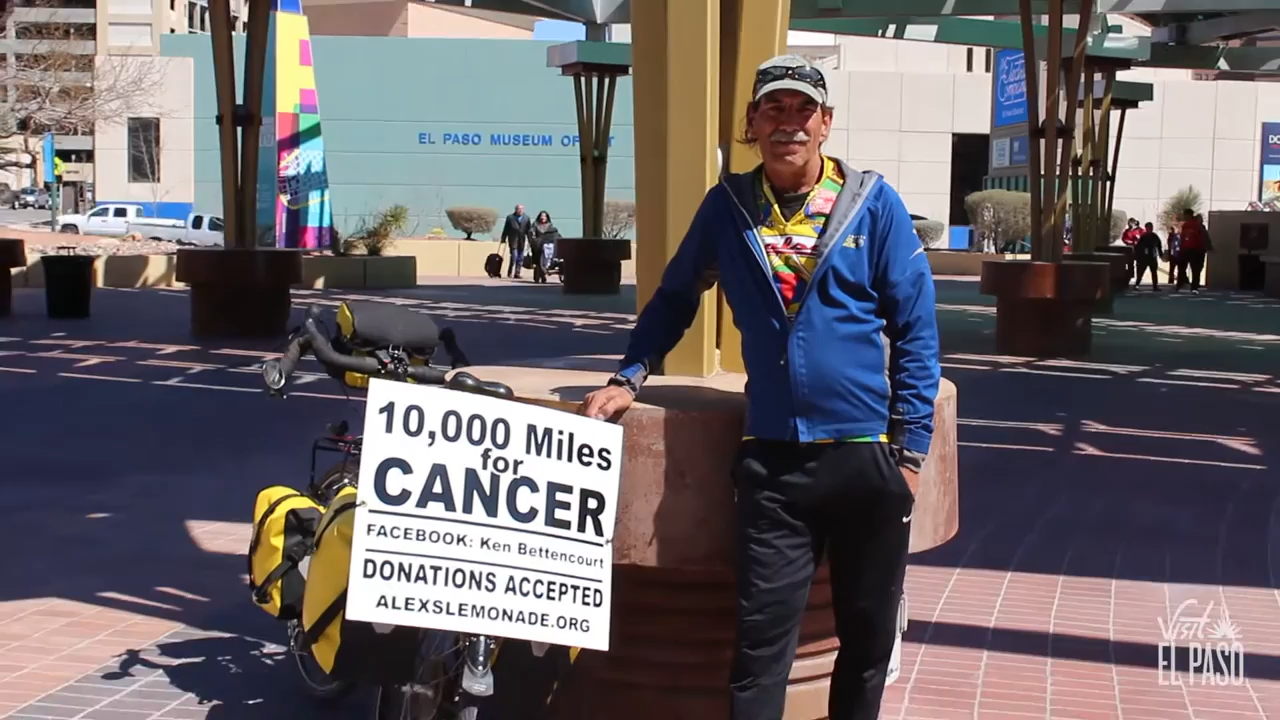 EL PASO MUSEUM OF
10,000 Miles
for
CANCER
FACEBOOK: Ken Bettencourt
DONATIONS ACCEPTED
ALEXSLEMONADE.ORG
Visit
EL PASO